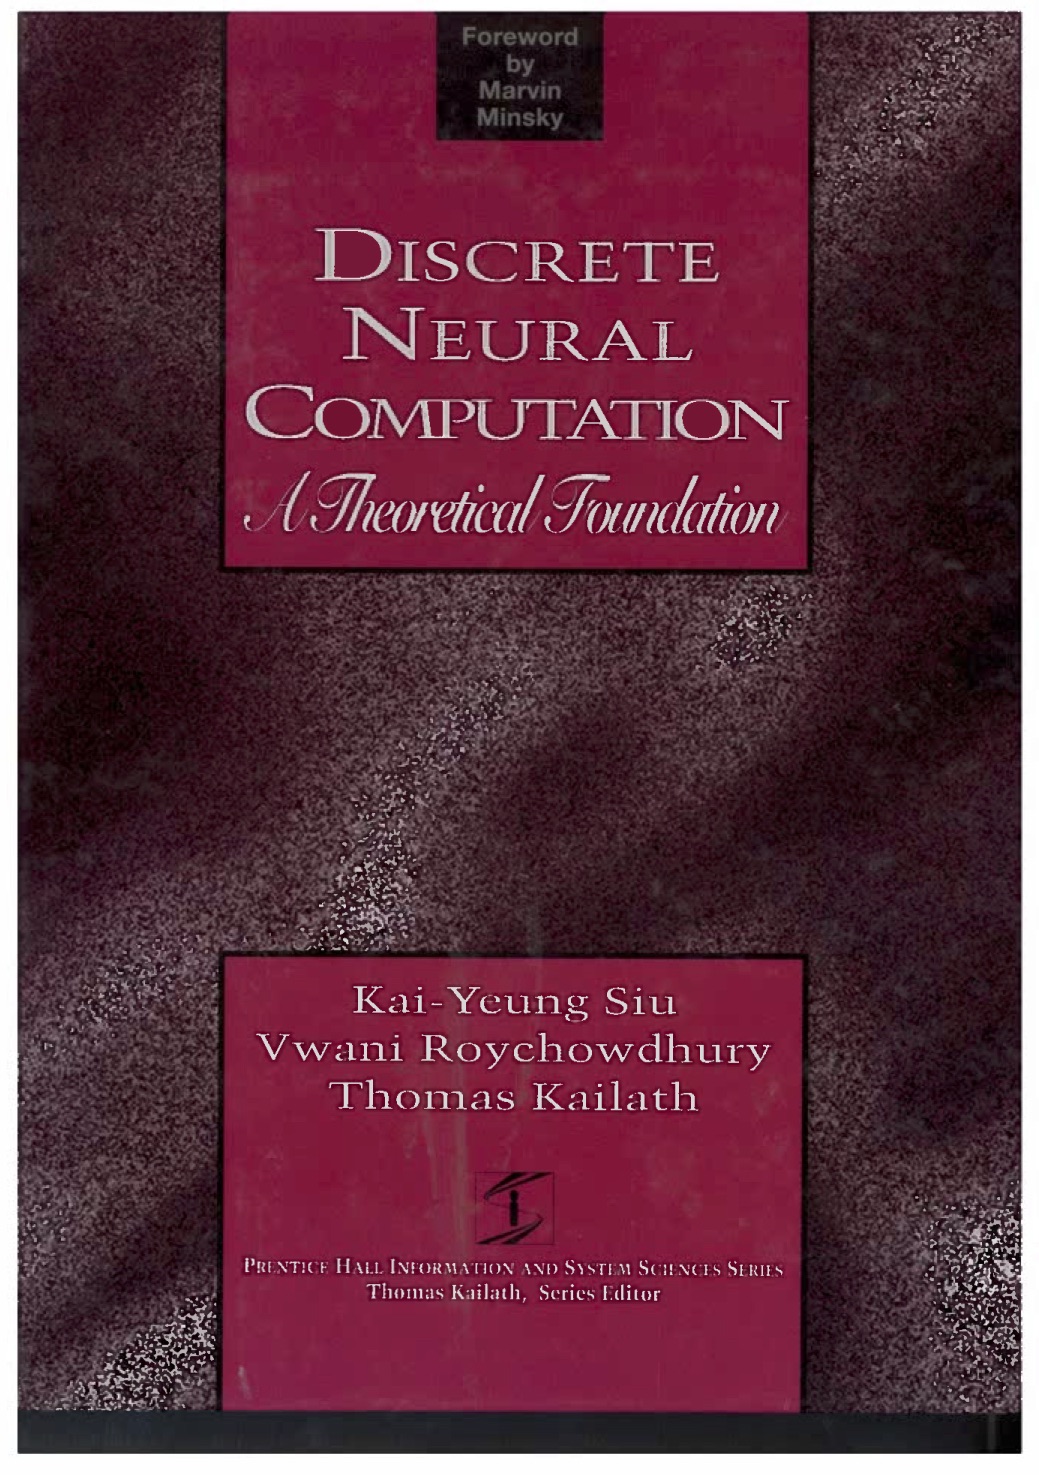 Foreword
by
Marvin
Minsky
DISCRETE
NEURAL
COMPUTATION
A Theoretical Foundation
Kai-Yeung Siu
Vwani Roychowdhury
Thomas Kailath
PRENTICE HALL INFORMATION AND SYSTEM SCIENCES SERIES
Thomas Kailath, Series Editor